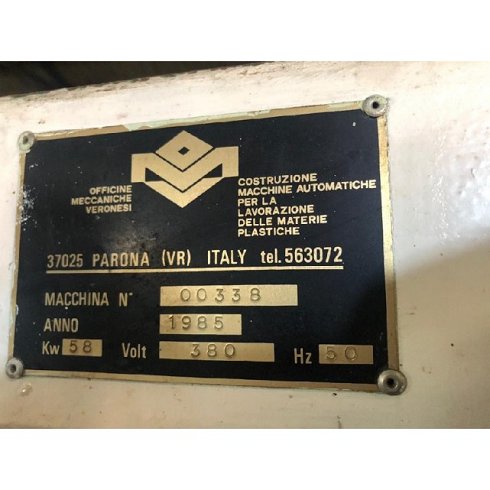 OFFICINE
MECCANICHE
VERONESI
COSTRUZIONE
MACCHINE AUTOMATICHE
PER LA
LAVORAZIONE
DELLE MATERIE
PLASTICHE
37025 PARONA (VR) ITALY tel.563072
MACCHINA N° 00338
ANNO 1985
Kw 58 Volt 380 Hz 50